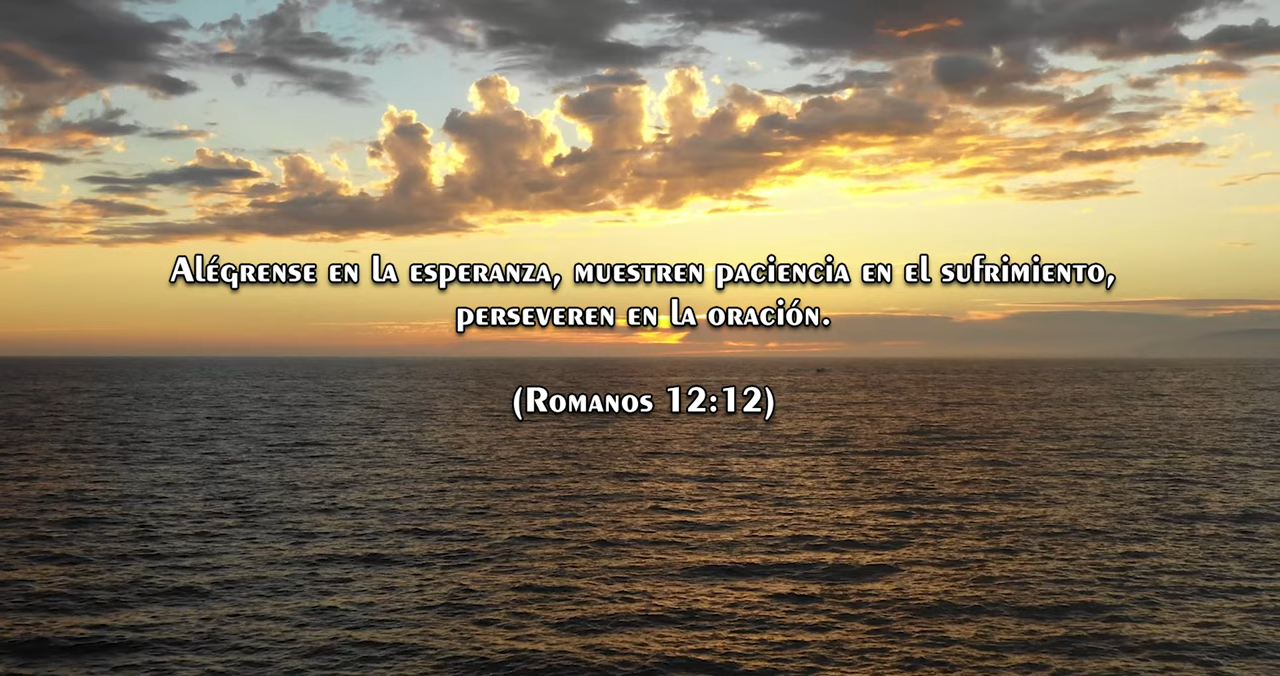 Alégrense en la esperanza, muestren paciencia en el sufrimiento,
perseveren en la oración.
(Romanos 12:12)